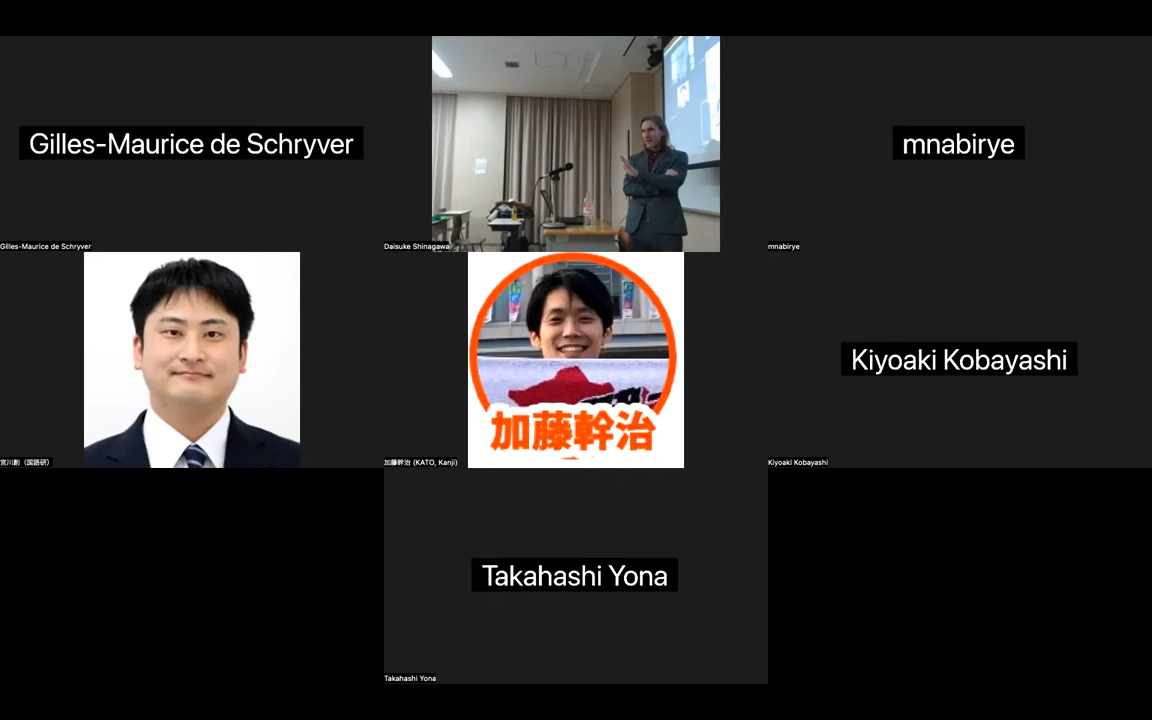 Gilles-Maurice de Schryver
mnabirye
Gilles-Maurice de Schryver
Daisuke Shinagawa
mnabirye
加藤幹治
Kiyoaki Kobayashi
宮川創（国語研）
加藤幹治 (KATO, Kanji)
Kiyoaki Kobayashi
Takahashi Yona
Takahashi Yona